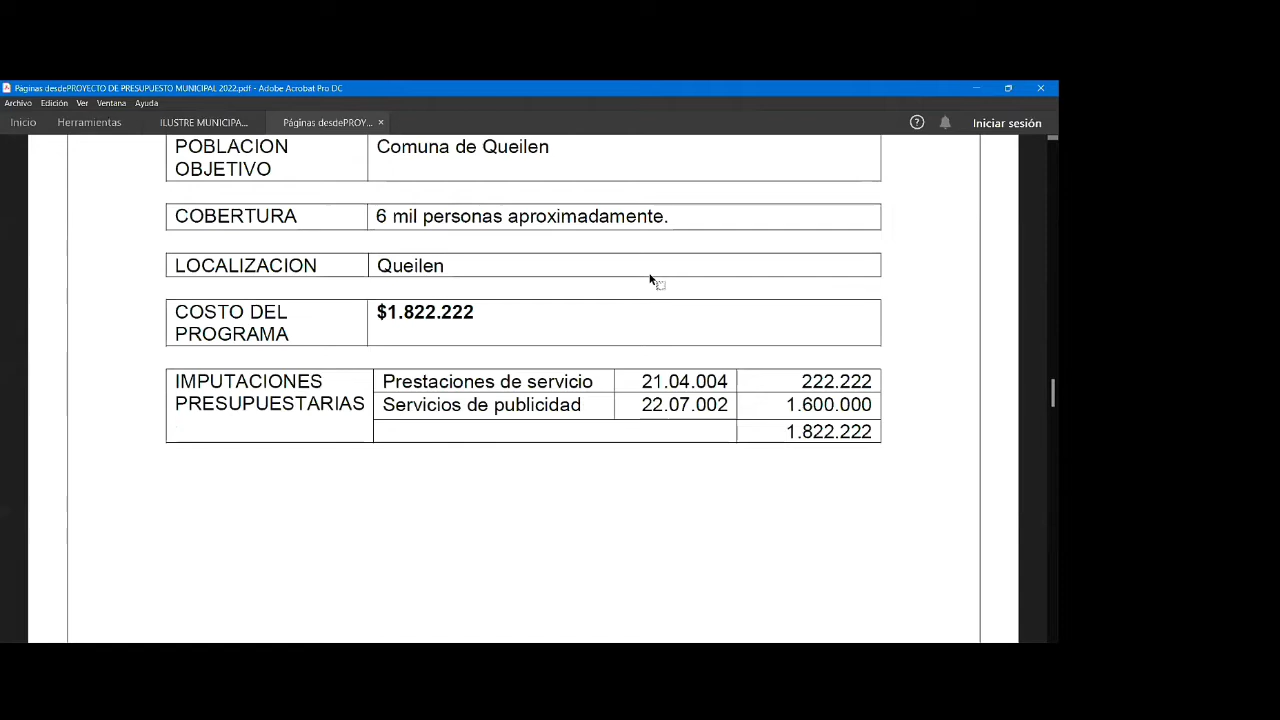 Páginas desdePROYECTO DE PRESUPUESTO MUNICIPAL 2022.pdf - Adobe Acrobat Pro DC
Archivo Edición Ver Ventana Ayuda
Inicio Herramientas ILUSTRE MUNICIPA... Páginas desdePROY... × ? Iniciar sesión
POBLACION OBJETIVO Comuna de Queilen
COBERTURA 6 mil personas aproximadamente.
LOCALIZACION Queilen
COSTO DEL PROGRAMA $1.822.222
IMPUTACIONES Prestaciones de servicio 21.04.004 222.222
PRESUPUESTARIAS Servicios de publicidad 22.07.002 1.600.000
1.822.222